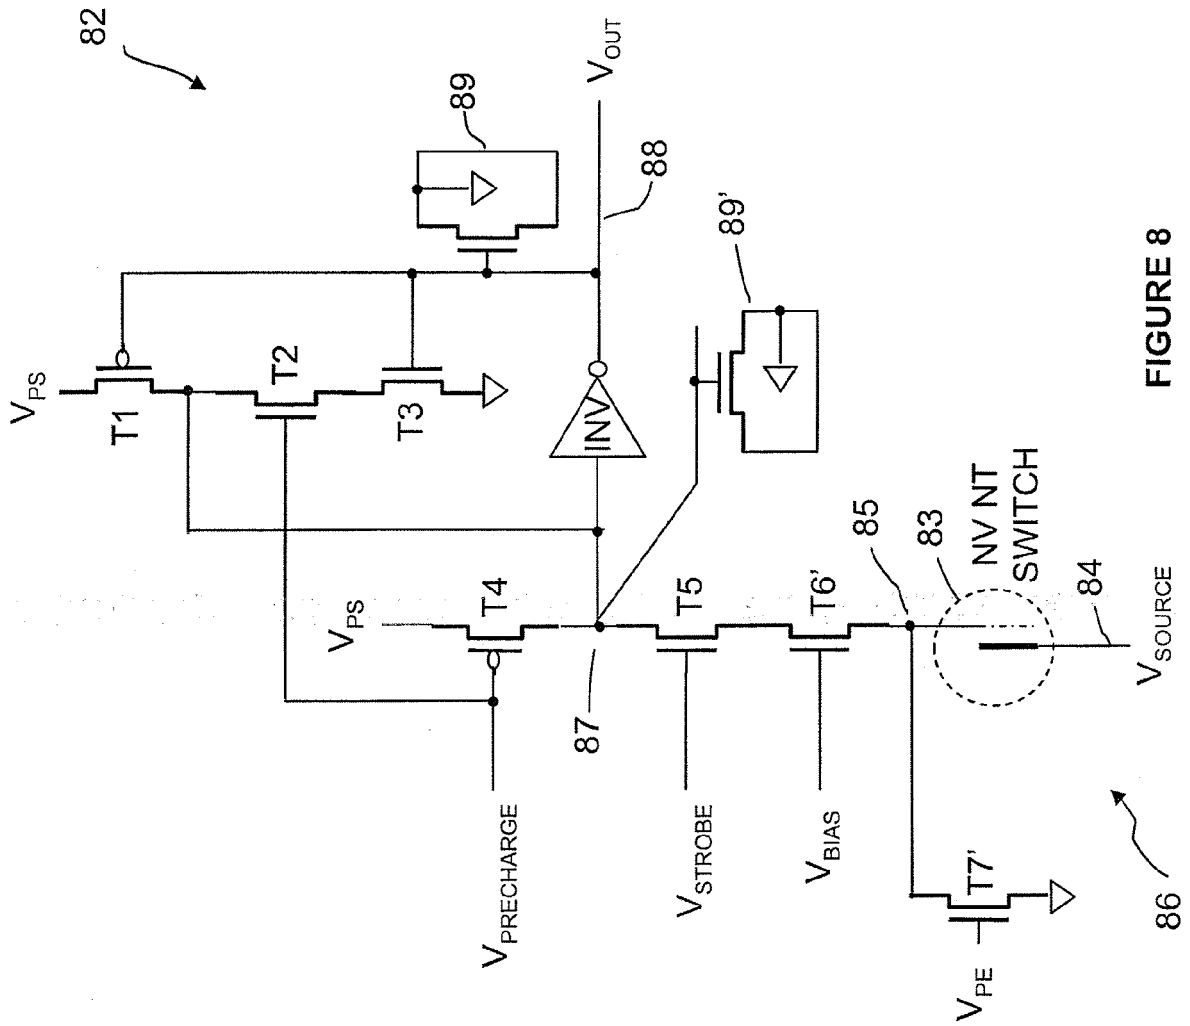 82
V_PS
T1
T2
T3
89
V_OUT
88
89'
INV
V_PS
T4
87
T5
T6'
85
83
NV NT
SWITCH
84
V_SOURCE
V_PRECHARGE
V_STROBE
V_BIAS
T7'
V_PE
86
FIGURE 8